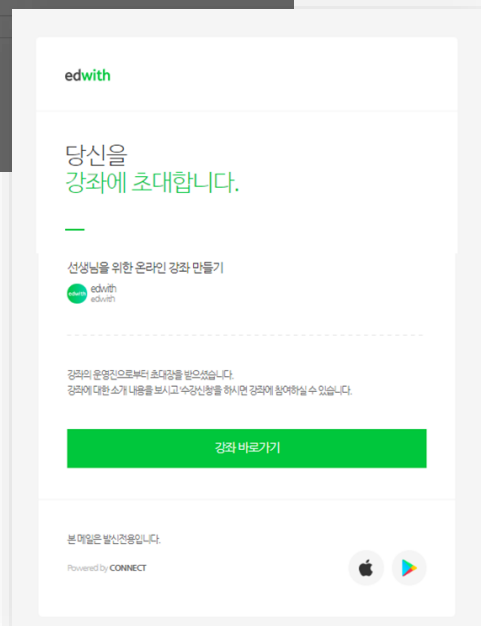 edwith
당신을
강좌에 초대합니다.
선생님을 위한 온라인 강좌 만들기
edwith
edwith
edwith
강좌의 운영진으로부터 초대장을 받으셨습니다.
강좌에 대한 소개 내용을 보시고 '수강신청'을 하시면 강좌에 참여하실 수 있습니다.
강좌 바로가기
본 메일은 발신전용입니다.
Powered by CONNECT